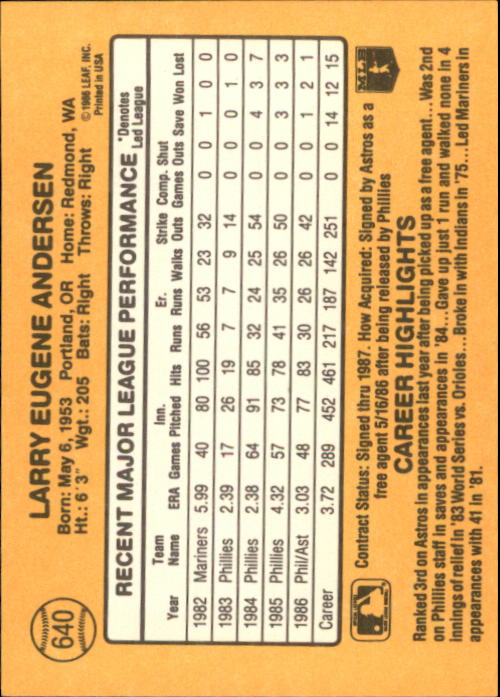 640
LARRY EUGENE ANDERSEN
Born: May 6, 1953 Portland, OR Home: Redmond, WA
Ht.: 6'3" Wgt.: 205 Bats: Right Throws: Right
© 1986 LEAF, INC.
Printed in USA
RECENT MAJOR LEAGUE PERFORMANCE *Denotes Led League
Year Team Name ERA Games Inn. Pitched Hits Runs Er. Runs Walks Strike Outs Comp. Games Shut Outs Save Won Lost
1982 Mariners 5.99 40 80 100 56 53 23 32 0 0 1 0 0
1983 Phillies 2.39 17 26 19 7 7 9 14 0 0 0 1 0
1984 Phillies 2.38 64 91 85 32 24 25 54 0 0 4 3 7
1985 Phillies 4.32 57 73 78 41 35 26 50 0 0 3 3 3
1986 Phil/Ast 3.03 48 77 83 30 26 26 42 0 0 1 2 1
Career 3.72 289 452 461 217 187 142 251 0 0 14 12 15
Contract Status: Signed thru 1987. How Acquired: Signed by Astros as a
free agent 5/16/86 after being released by Phillies
MLB
CAREER HIGHLIGHTS
Ranked 3rd on Astros in appearances last year after being picked up as a free agent... Was 2nd
on Phillies staff in saves and appearances in '84... Gave up just 1 run and walked none in 4
innings of relief in '83 World Series vs. Orioles... Broke in with Indians in '75... Led Mariners in
appearances with 41 in '81.